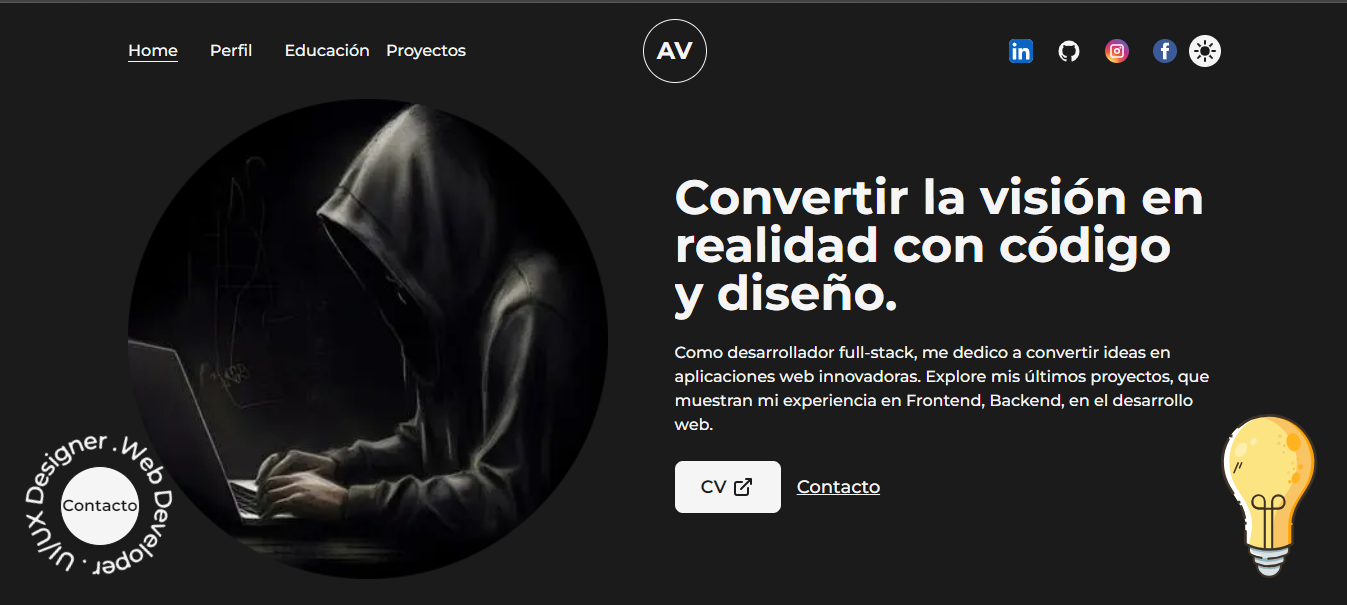 Home Perfil Educación Proyectos
AV
Convertir la visión en
realidad con código
y diseño.
Como desarrollador full-stack, me dedico a convertir ideas en
aplicaciones web innovadoras. Explore mis últimos proyectos, que
muestran mi experiencia en Frontend, Backend, en el desarrollo
web.
CV
Contacto
Web Developer . UI/UX Designer .
Contacto